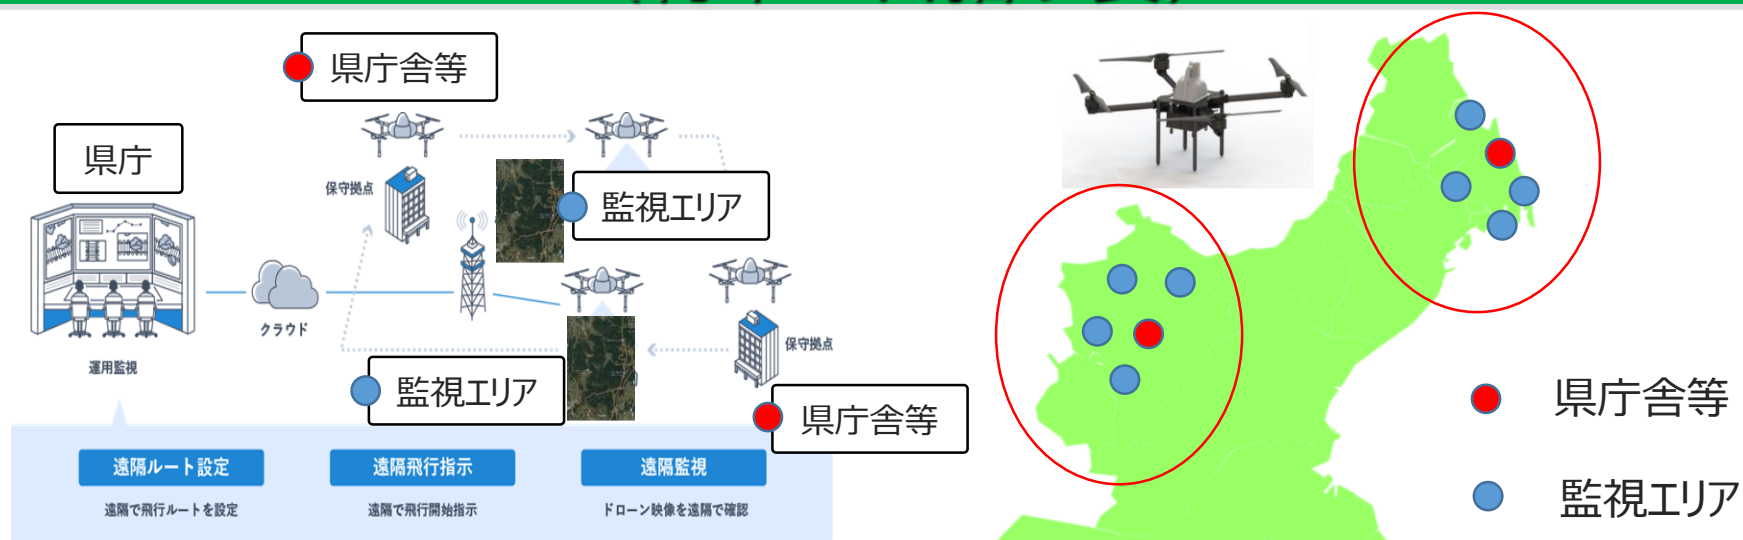 県庁舎等
県庁
保守拠点
監視エリア
クラウド
運用監視
保守拠点
監視エリア
県庁舎等
遠隔ルート設定
遠隔飛行指示
遠隔監視
遠隔で飛行ルートを設定
遠隔で飛行開始指示
ドローン映像を遠隔で確認
県庁舎等
監視エリア